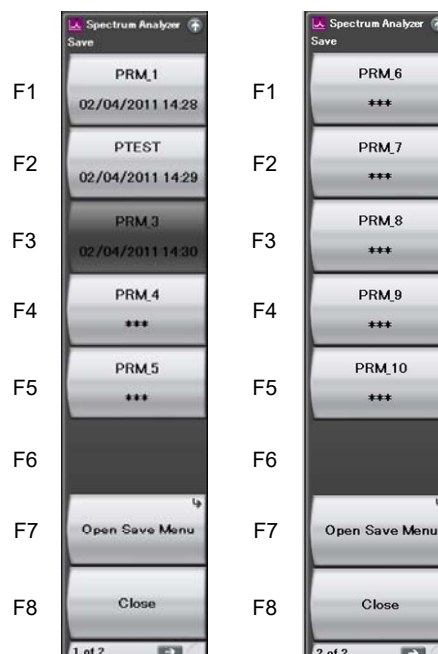 Spectrum Analyzer
Save
F1
PRM_1
02/04/2011 14:28
F2
PTEST
02/04/2011 14:29
F3
PRM_3
02/04/2011 14:30
F4
PRM_4
***
F5
PRM_5
***
F6
F7
Open Save Menu
F8
Close
1 of 2
Spectrum Analyzer
Save
F1
PRM_6
***
F2
PRM_7
***
F3
PRM_8
***
F4
PRM_9
***
F5
PRM_10
***
F6
F7
Open Save Menu
F8
Close
2 of 2